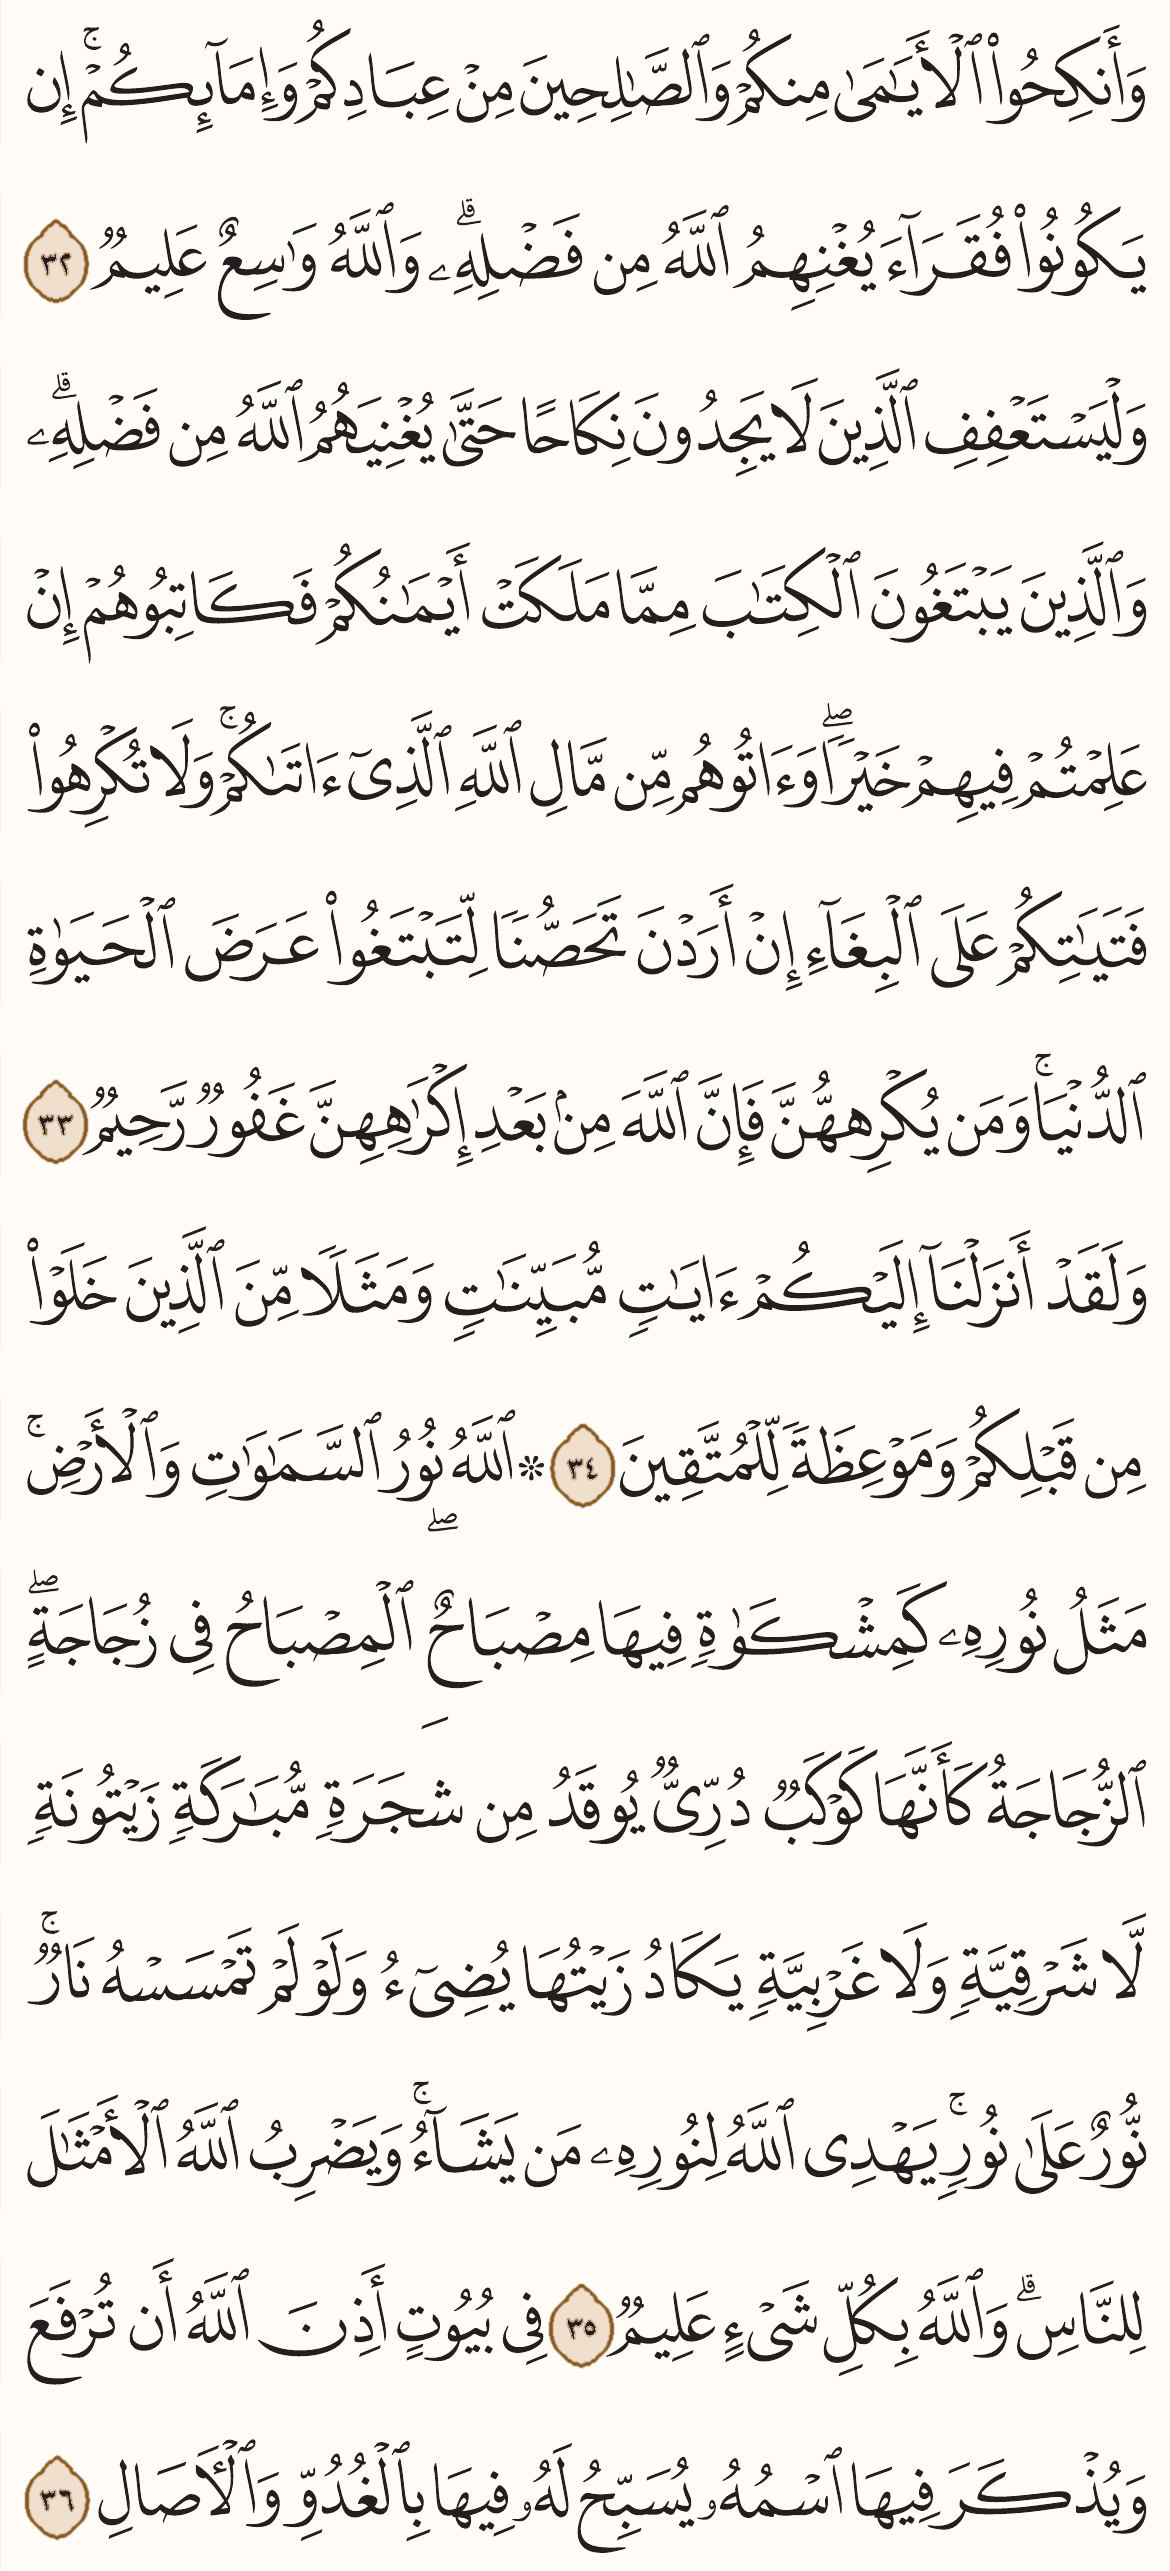 وَأَنكِحُوا۟ ٱلْأَيَـٰمَىٰ مِنكُمْ وَٱلصَّـٰلِحِينَ مِنْ عِبَادِكُمْ وَإِمَآئِكُمْ ۚ إِن
يَكُونُوا۟ فُقَرَآءَ يُغْنِهِمُ ٱللَّهُ مِن فَضْلِهِۦ ۗ وَٱللَّهُ وَٰسِعٌ عَلِيمٌ ٣٢
وَلْيَسْتَعْفِفِ ٱلَّذِينَ لَا يَجِدُونَ نِكَاحًا حَتَّىٰ يُغْنِيَهُمُ ٱللَّهُ مِن فَضْلِهِۦ ۗ
وَٱلَّذِينَ يَبْتَغُونَ ٱلْكِتَـٰبَ مِمَّا مَلَكَتْ أَيْمَـٰنُكُمْ فَكَاتِبُوهُمْ إِنْ
عَلِمْتُمْ فِيهِمْ خَيْرًا ۖ وَءَاتُوهُم مِّن مَّالِ ٱللَّهِ ٱلَّذِىٓ ءَاتَىٰكُمْ ۚ وَلَا تُكْرِهُوا۟
فَتَيَـٰتِكُمْ عَلَى ٱلْبِغَآءِ إِنْ أَرَدْنَ تَحَصُّنًا لِّتَبْتَغُوا۟ عَرَضَ ٱلْحَيَوٰةِ
ٱلدُّنْيَا ۚ وَمَن يُكْرِههُّنَّ فَإِنَّ ٱللَّهَ مِنۢ بَعْدِ إِكْرَٰهِهِنَّ غَفُورٌ رَّحِيمٌ ٣٣
وَلَقَدْ أَنزَلْنَآ إِلَيْكُمْ ءَايَـٰتٍ مُّبَيِّنَـٰتٍ وَمَثَلًا مِّنَ ٱلَّذِينَ خَلَوْا۟
مِن قَبْلِكُمْ وَمَوْعِظَةً لِّلْمُتَّقِينَ ٣٤ ۞ ٱللَّهُ نُورُ ٱلسَّمَـٰوَٰتِ وَٱلْأَرْضِ ۚ
مَثَلُ نُورِهِۦ كَمِشْكَوٰةٍ فِيهَا مِصْبَاحٌ ۖ ٱلْمِصْبَاحُ فِى زُجَاجَةٍ ۖ
ٱلزُّجَاجَةُ كَأَنَّهَا كَوْكَبٌ دُرِّىٌّ يُوقَدُ مِن شَجَرَةٍ مُّبَـٰرَكَةٍ زَيْتُونَةٍ
لَّا شَرْقِيَّةٍ وَلَا غَرْبِيَّةٍ يَكَادُ زَيْتُهَا يُضِىٓءُ وَلَوْ لَمْ تَمْسَسْهُ نَارٌ ۚ
نُّورٌ عَلَىٰ نُورٍ ۚ يَهْدِى ٱللَّهُ لِنُورِهِۦ مَن يَشَآءُ ۚ وَيَضْرِبُ ٱللَّهُ ٱلْأَمْثَـٰلَ
لِلنَّاسِ ۗ وَٱللَّهُ بِكُلِّ شَىْءٍ عَلِيمٌ ٣٥ فِى بُيُوتٍ أَذِنَ ٱللَّهُ أَن تُرْفَعَ
وَيُذْكَرَ فِيهَا ٱسْمُهُۥ يُسَبِّحُ لَهُۥ فِيهَا بِٱلْغُدُوِّ وَٱلْـَٔاصَالِ ٣٦